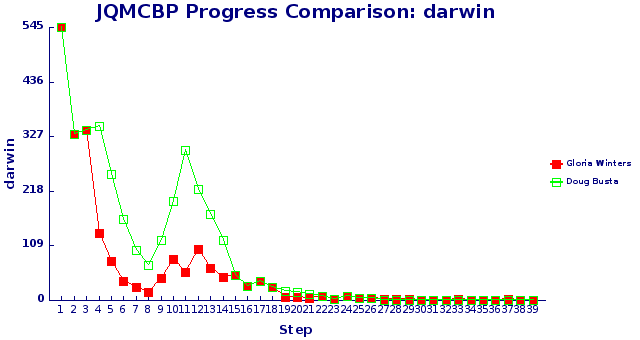 JQMCBP Progress Comparison: darwin
545
436
327
218
109
0
darwin
1 2 3 4 5 6 7 8 9 10 11 12 13 14 15 16 17 18 19 20 21 22 23 24 25 26 27 28 29 30 31 32 33 34 35 36 37 38 39
Step
Gloria Winters
Doug Busta